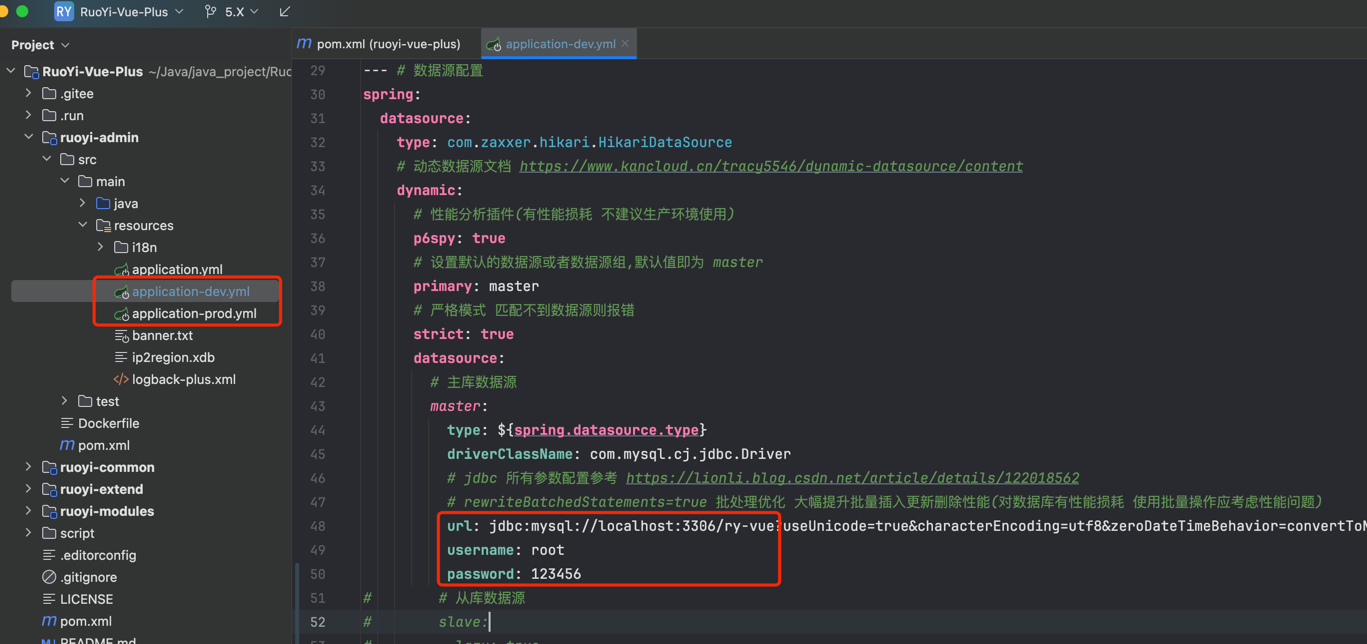 RY RuoYi-Vue-Plus 5.X
Project
RuoYi-Vue-Plus ~/Java/java_project/Ruo
.gitee
.run
ruoyi-admin
src
main
java
resources
i18n
application.yml
application-dev.yml
application-prod.yml
banner.txt
ip2region.xdb
logback-plus.xml
test
Dockerfile
m pom.xml
ruoyi-common
ruoyi-extend
ruoyi-modules
script
.editorconfig
.gitignore
LICENSE
m pom.xml
README.md
m pom.xml (ruoyi-vue-plus) application-dev.yml
29 --- # 数据源配置
30 spring:
31 datasource:
32 type: com.zaxxer.hikari.HikariDataSource
33 # 动态数据源文档 https://www.kancloud.cn/tracy5546/dynamic-datasource/content
34 dynamic:
35 # 性能分析插件(有性能损耗 不建议生产环境使用)
36 p6spy: true
37 # 设置默认的数据源或者数据源组,默认值即为 master
38 primary: master
39 # 严格模式 匹配不到数据源则报错
40 strict: true
41 datasource:
42 # 主库数据源
43 master:
44 type: ${spring.datasource.type}
45 driverClassName: com.mysql.cj.jdbc.Driver
46 # jdbc 所有参数配置参考 https://lionli.blog.csdn.net/article/details/122018562
47 # rewriteBatchedStatements=true 批处理优化 大幅提升批量插入更新删除性能(对数据库有性能损耗 使用批量操作应考虑性能问题)
48 url: jdbc:mysql://localhost:3306/ry-vue?useUnicode=true&characterEncoding=utf8&zeroDateTimeBehavior=convertToN
49 username: root
50 password: 123456
51 # # 从库数据源
52 # slave: